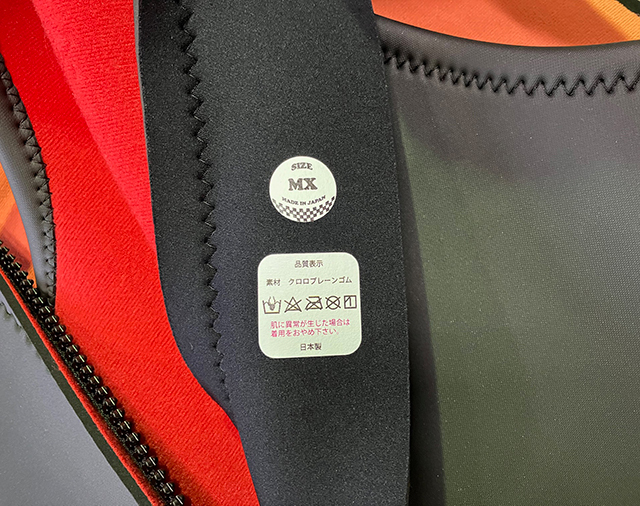 SIZE
MX
MADE IN JAPAN
品質表示
素材 クロロプレーンゴム
肌に異常が生じた場合は
着用をおやめ下さい。
日本製